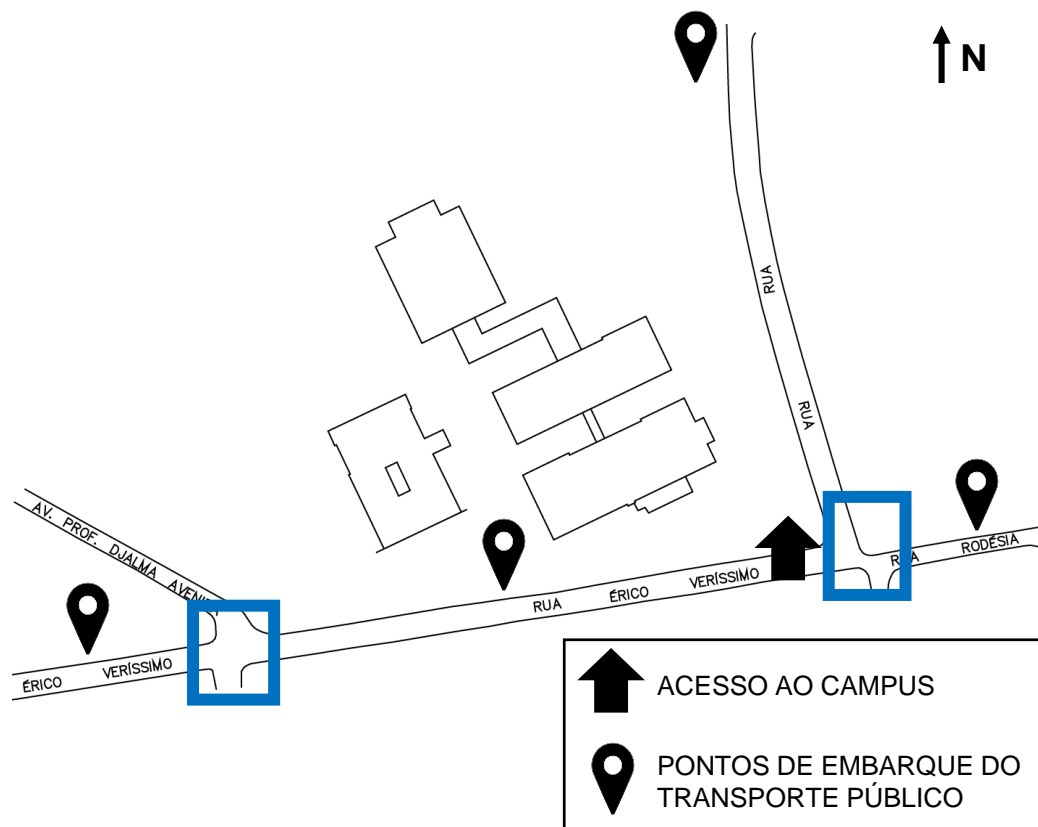 N
RUA
RUA
AV. PROF. DJALMA AVENIDA
RUA RODÉSIA
RUA ÉRICO VERÍSSIMO
ÉRICO VERÍSSIMO
ACESSO AO CAMPUS
PONTOS DE EMBARQUE DO
TRANSPORTE PÚBLICO